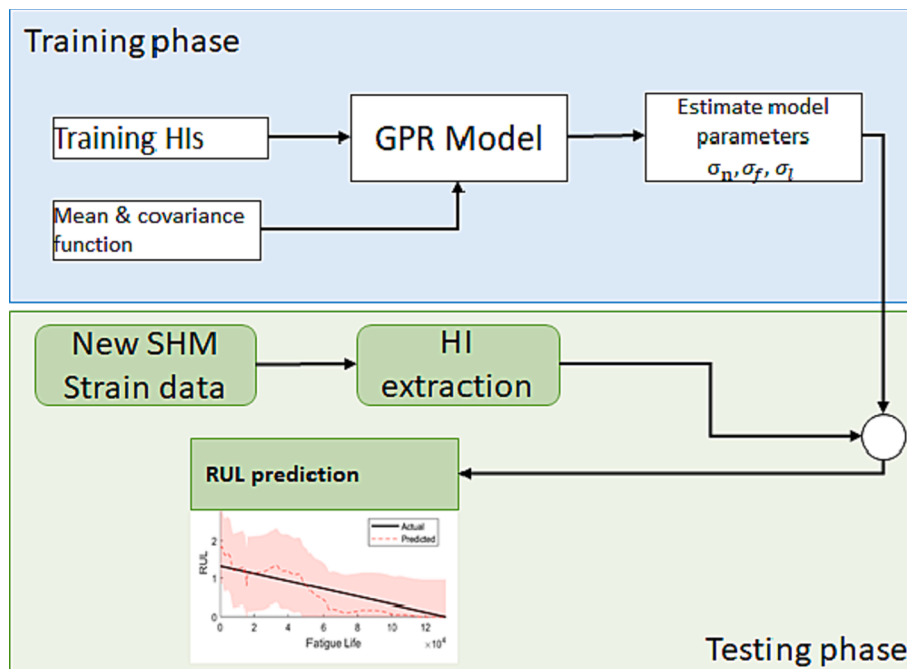 Training phase
Training HIs
GPR Model
Estimate model
parameters
σn, σf, σl
Mean & covariance
function
New SHM
Strain data
HI
extraction
RUL prediction
Actual
Predicted
RUL
2
1
0
0 2 4 6 8 10 12
Fatigue Life
×10⁴
Testing phase